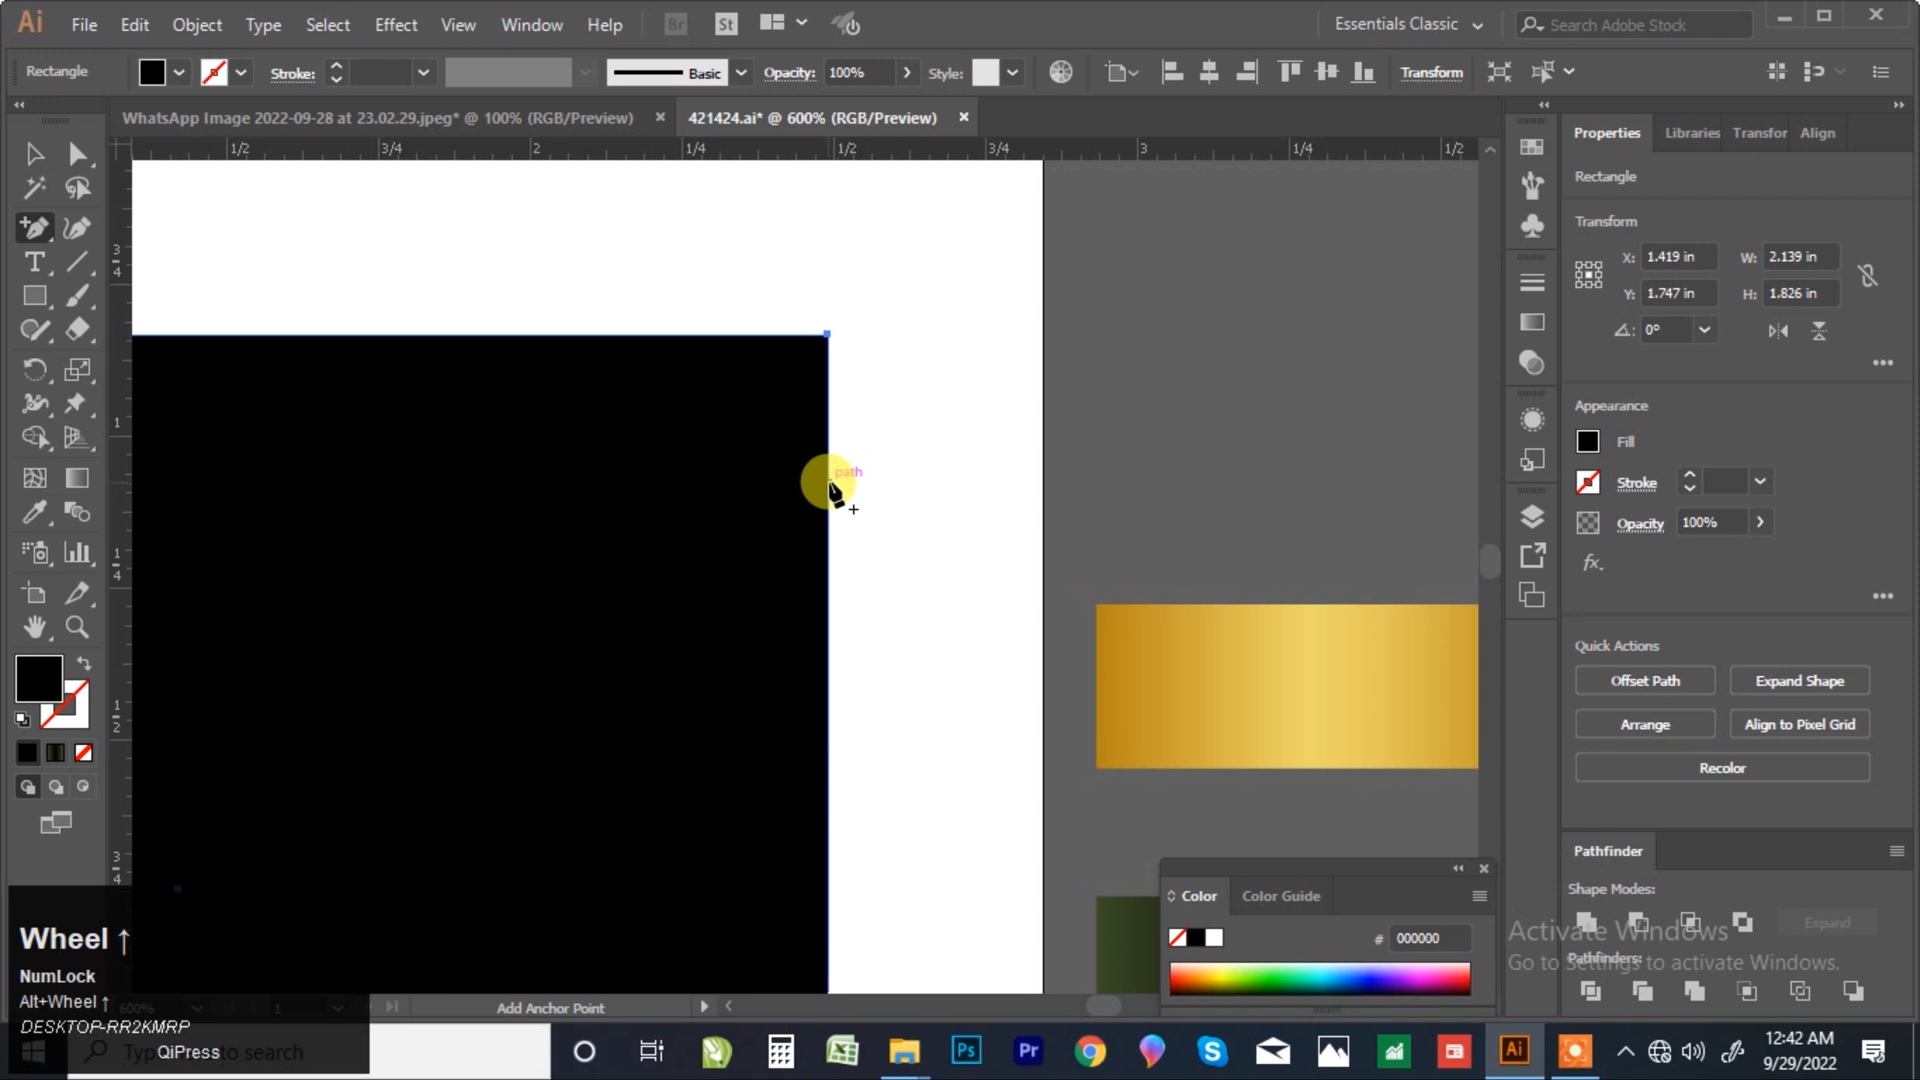 Ai File Edit Object Type Select Effect View Window Help Br St Essentials Classic Search Adobe Stock
Rectangle Stroke: Basic Opacity: 100% Style: Transform
WhatsApp Image 2022-09-28 at 23.02.29.jpeg* @ 100% (RGB/Preview) × 421424.ai* @ 600% (RGB/Preview) ×
1/2 3/4 2 1/4 1/2 3/4 3 1/4 1/2
Properties Libraries Transfor Align
Rectangle
Transform
X: 1.419 in W: 2.139 in
Y: 1.747 in H: 1.826 in
0°
Appearance
Fill
Stroke
Opacity 100%
fx.
path
3
4
1
1
4
1
2
3
4
Quick Actions
Offset Path Expand Shape
Arrange Align to Pixel Grid
Recolor
Pathfinder
Shape Modes:
Expand
Pathfinders:
Color Color Guide
# 000000
Activate Windows
Go to Settings to activate Windows.
Wheel ↑
NumLock
Alt+Wheel ↑
DESKTOP-RR2KMRP
QiPress
600% 1 Add Anchor Point
Type to search
Ps Pr Ai
12:42 AM
9/29/2022